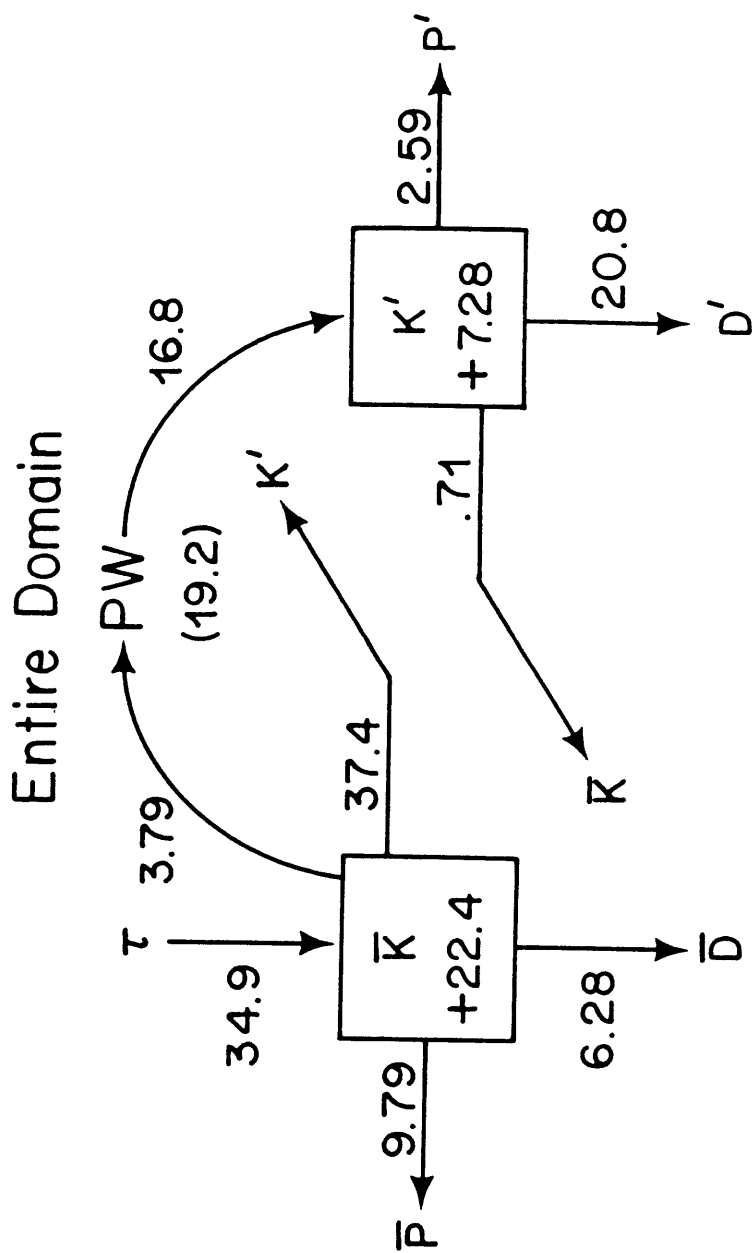 Entire Domain
3.79
PW
16.8
(19.2)
τ
34.9
37.4
K′
K̅
+22.4
9.79
P̅
6.28
D̅
K′
+7.28
2.59
P′
.71
K̅
20.8
D′